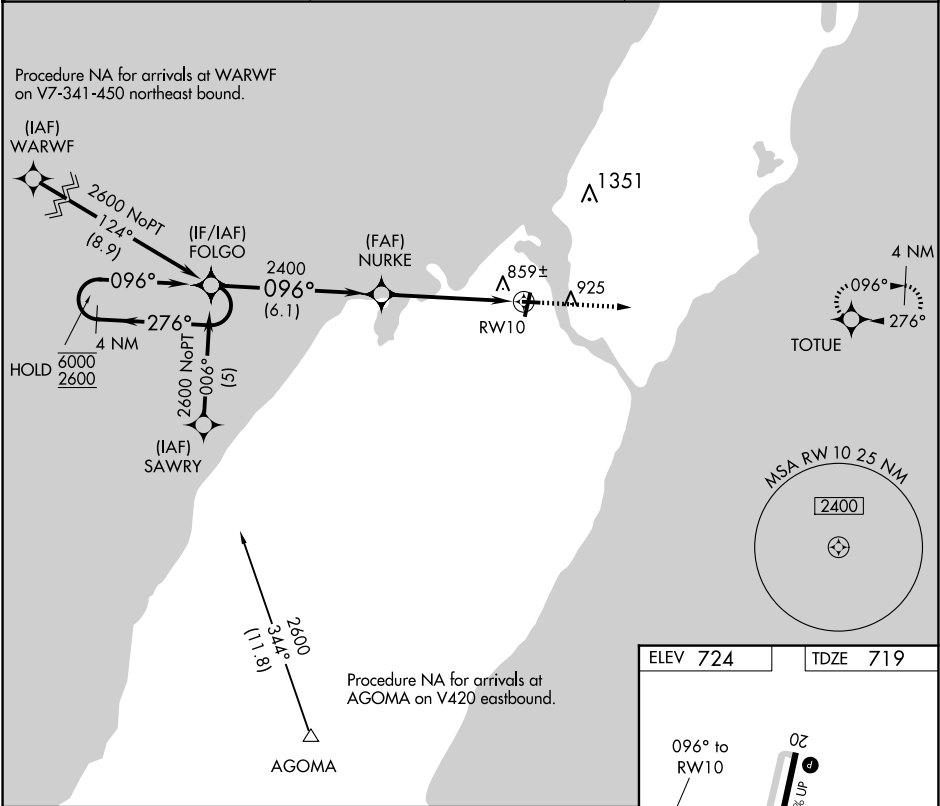 Procedure NA for arrivals at WARWF
on V7-341-450 northeast bound.
(IAF)
WARWF
2600 NoPT
124°
(8.9)
(IF/IAF)
FOLGO
096°
276°
4 NM
HOLD
6000
2600
2600 NoPT
006°
(5)
(IAF)
SAWRY
2400
096°
(6.1)
(FAF)
NURKE
1351
859±
925
RW10
4 NM
096°
276°
TOTUE
MSA RW 10 25 NM
2400
2600
344°
(11.8)
Procedure NA for arrivals at
AGOMA on V420 eastbound.
AGOMA
ELEV 724
TDZE 719
096° to
RW10
20
P
UP